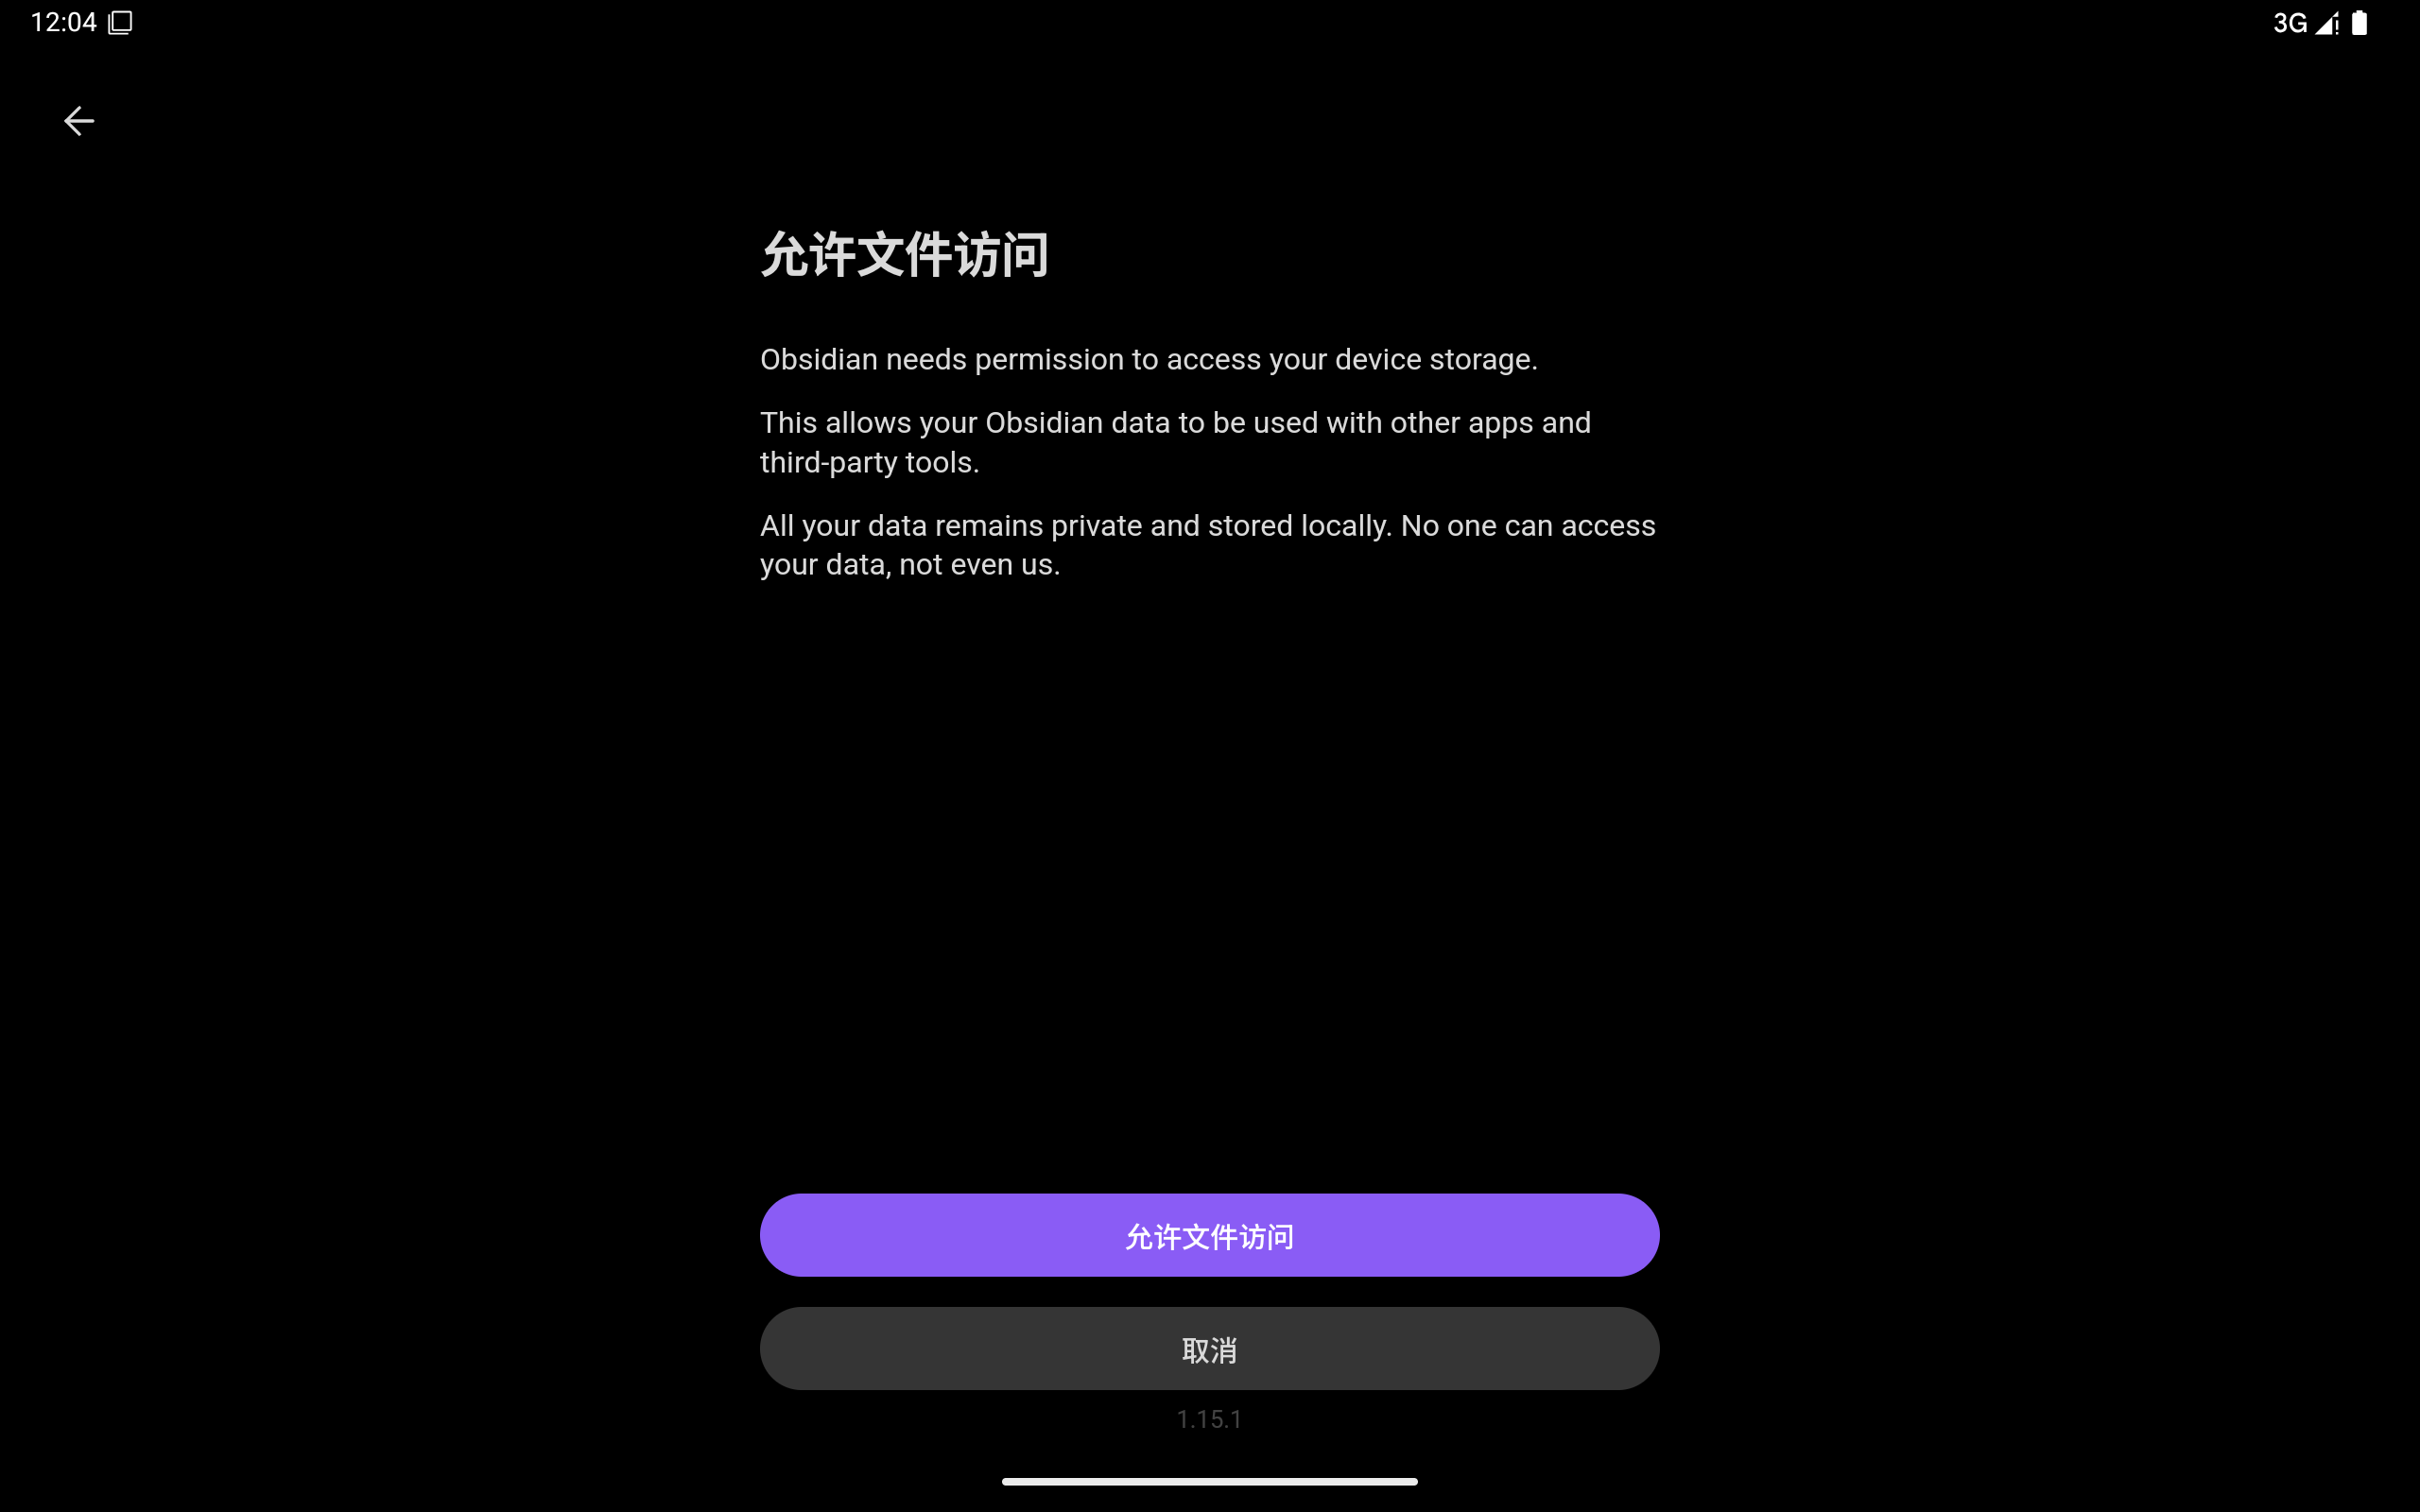 12:04
3G
允许文件访问
Obsidian needs permission to access your device storage.
This allows your Obsidian data to be used with other apps and
third-party tools.
All your data remains private and stored locally. No one can access
your data, not even us.
允许文件访问
取消
1.15.1